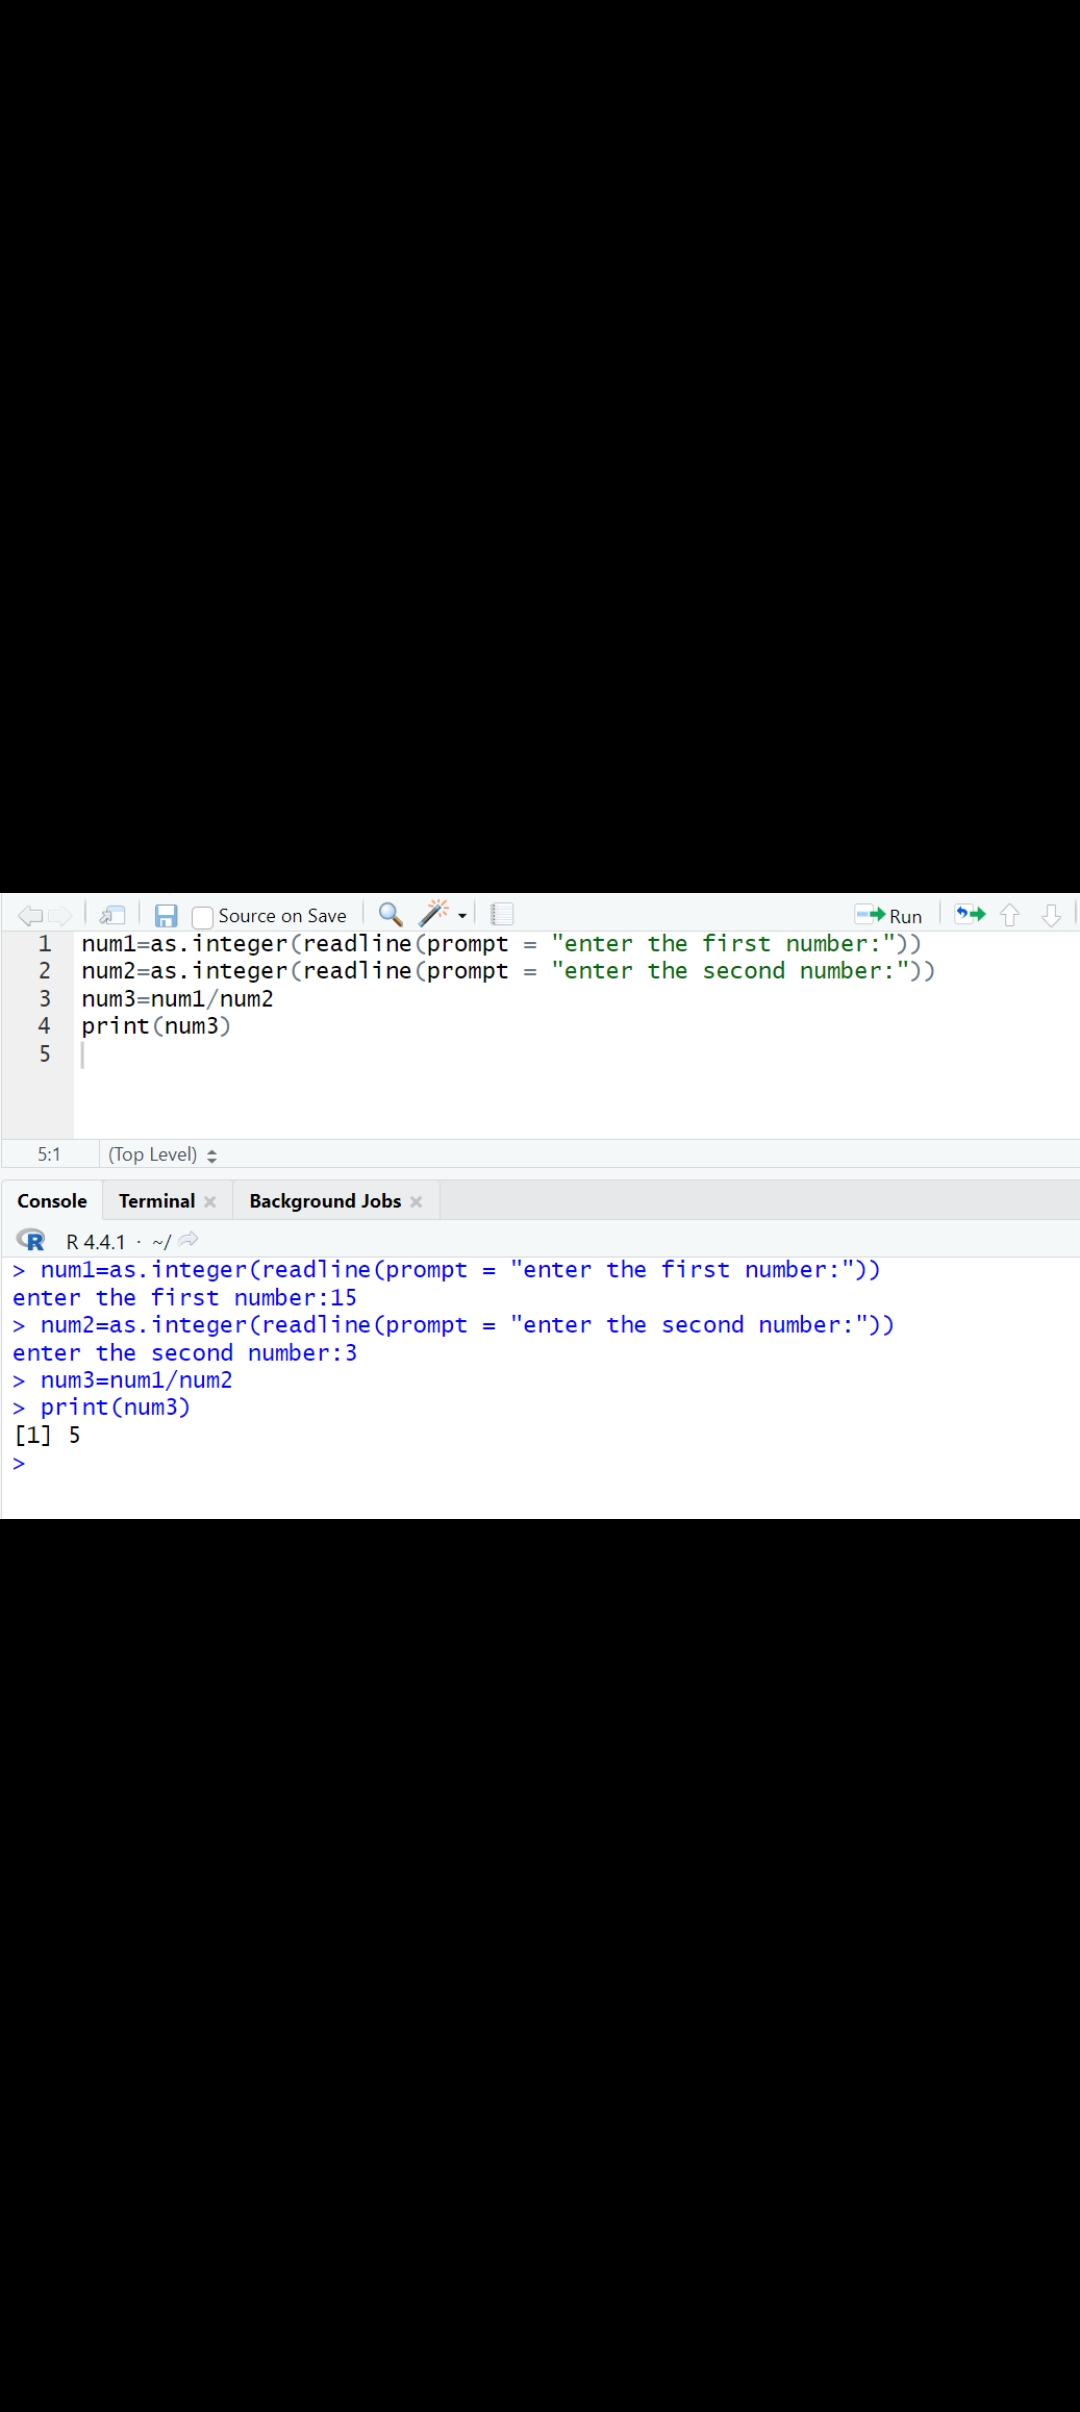 Source on Save
Run
1 num1=as.integer(readline(prompt = "enter the first number:"))
2 num2=as.integer(readline(prompt = "enter the second number:"))
3 num3=num1/num2
4 print(num3)
5
5:1 (Top Level)
Console Terminal Background Jobs
R R 4.4.1 · ~/
> num1=as.integer(readline(prompt = "enter the first number:"))
enter the first number:15
> num2=as.integer(readline(prompt = "enter the second number:"))
enter the second number:3
> num3=num1/num2
> print(num3)
[1] 5
>